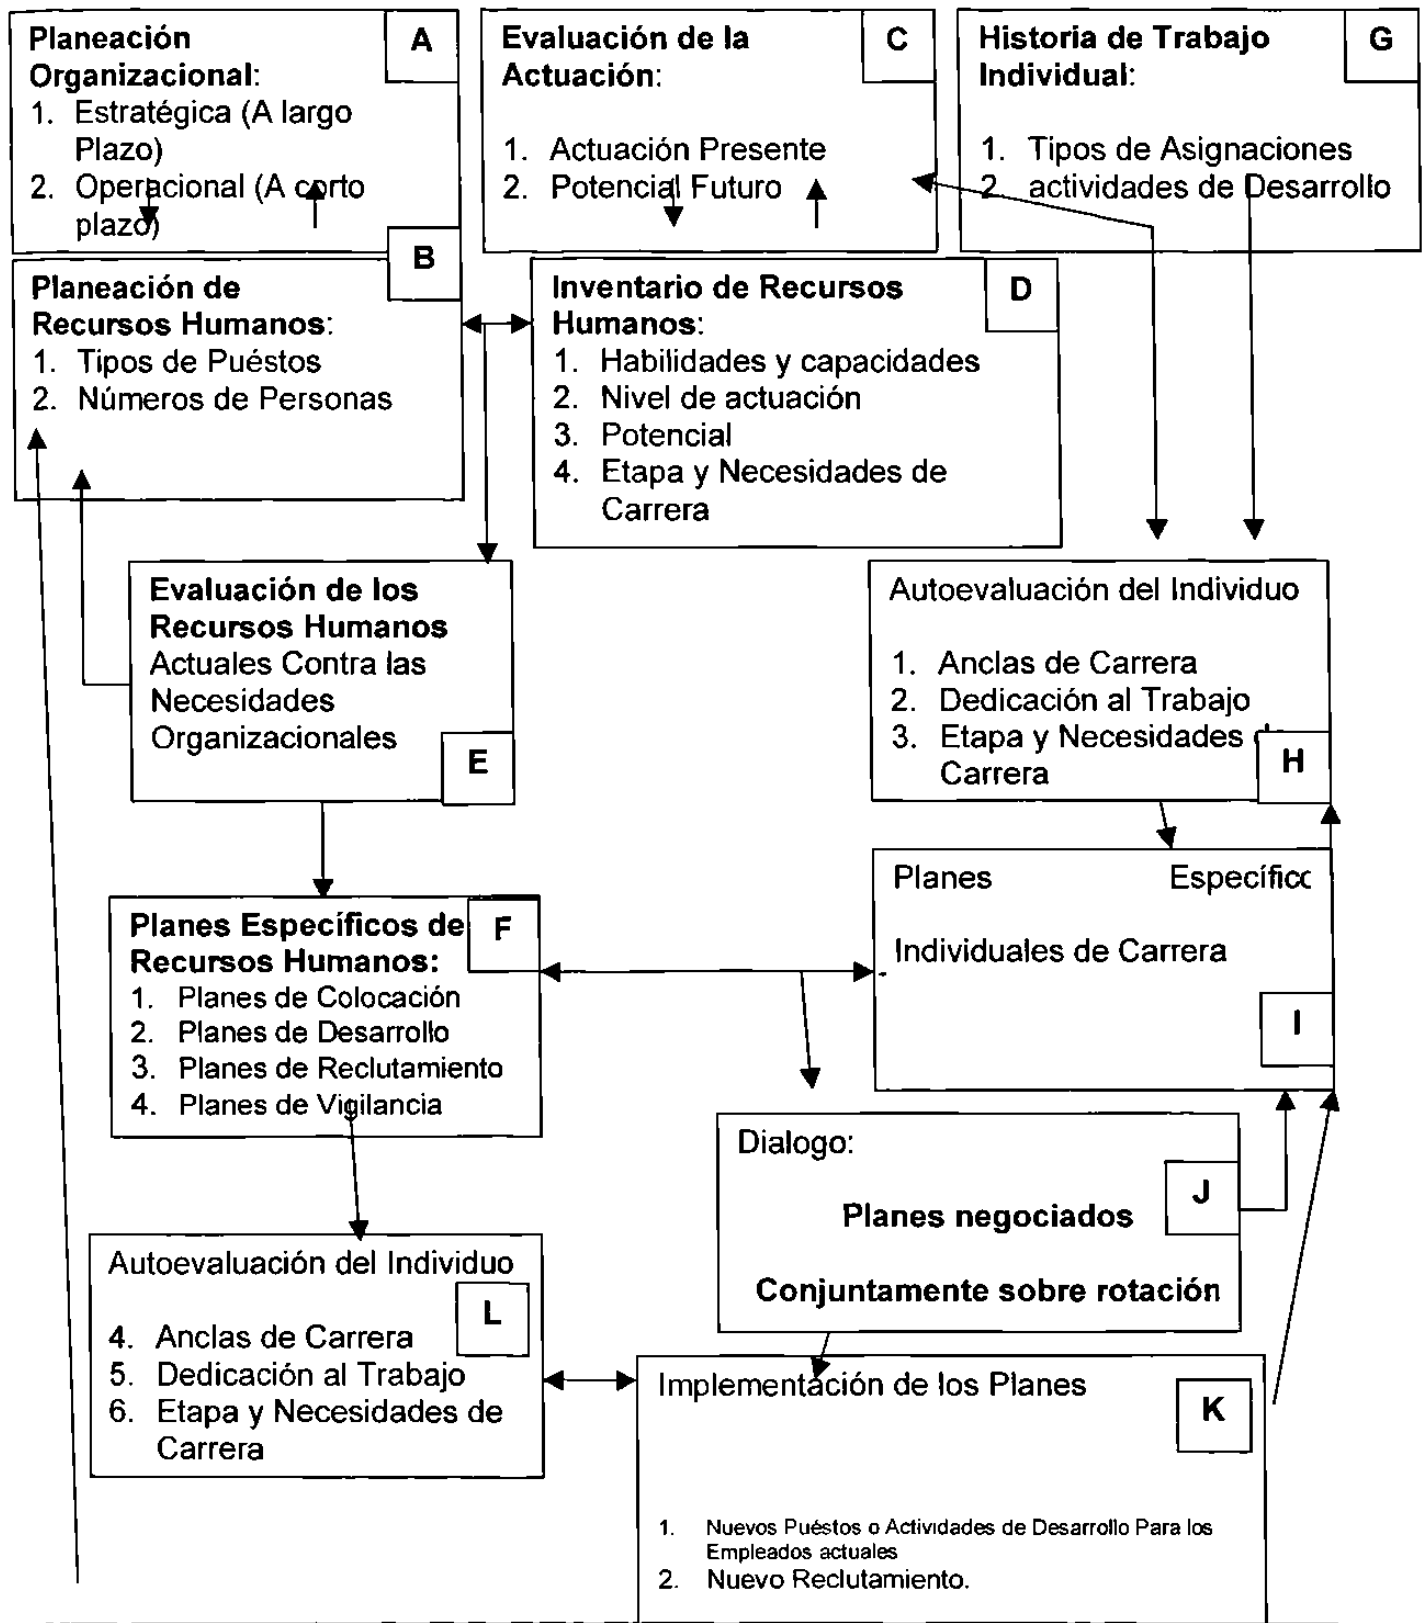 Planeación
Organizacional:
1. Estratégica (A largo
Plazo)
2. Operacional (A corto
plazo)
A
Evaluación de la
Actuación:
1. Actuación Presente
2. Potencial Futuro
C
Historia de Trabajo
Individual:
1. Tipos de Asignaciones
2. actividades de Desarrollo
G
Planeación de
Recursos Humanos:
1. Tipos de Puéstos
2. Números de Personas
B
Inventario de Recursos
Humanos:
1. Habilidades y capacidades
2. Nivel de actuación
3. Potencial
4. Etapa y Necesidades de
Carrera
D
Evaluación de los
Recursos Humanos
Actuales Contra las
Necesidades
Organizacionales
E
Autoevaluación del Individuo
1. Anclas de Carrera
2. Dedicación al Trabajo
3. Etapa y Necesidades de
Carrera
H
Planes Específicos de
Recursos Humanos:
1. Planes de Colocación
2. Planes de Desarrollo
3. Planes de Reclutamiento
4. Planes de Vigilancia
F
Planes Específicc
Individuales de Carrera
I
Dialogo:
Planes negociados
Conjuntamente sobre rotación
J
Autoevaluación del Individuo
4. Anclas de Carrera
5. Dedicación al Trabajo
6. Etapa y Necesidades de
Carrera
L
Implementación de los Planes
1. Nuevos Puéstos o Actividades de Desarrollo Para los
Empleados actuales
2. Nuevo Reclutamiento.
K